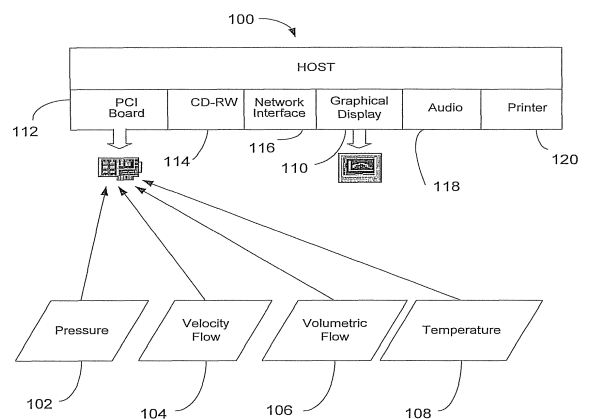 100
HOST
PCI
Board
CD-RW
Network
Interface
Graphical
Display
Audio
Printer
112
114
116
110
118
120
Pressure
Velocity
Flow
Volumetric
Flow
Temperature
102
104
106
108